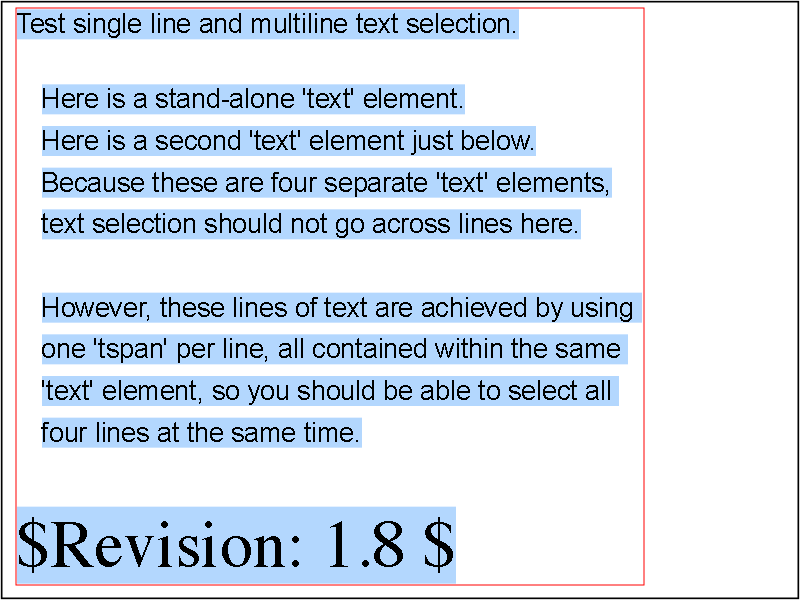 Test single line and multiline text selection.
Here is a stand-alone 'text' element.
Here is a second 'text' element just below.
Because these are four separate 'text' elements,
text selection should not go across lines here.
However, these lines of text are achieved by using
one 'tspan' per line, all contained within the same
'text' element, so you should be able to select all
four lines at the same time.
$Revision: 1.8 $